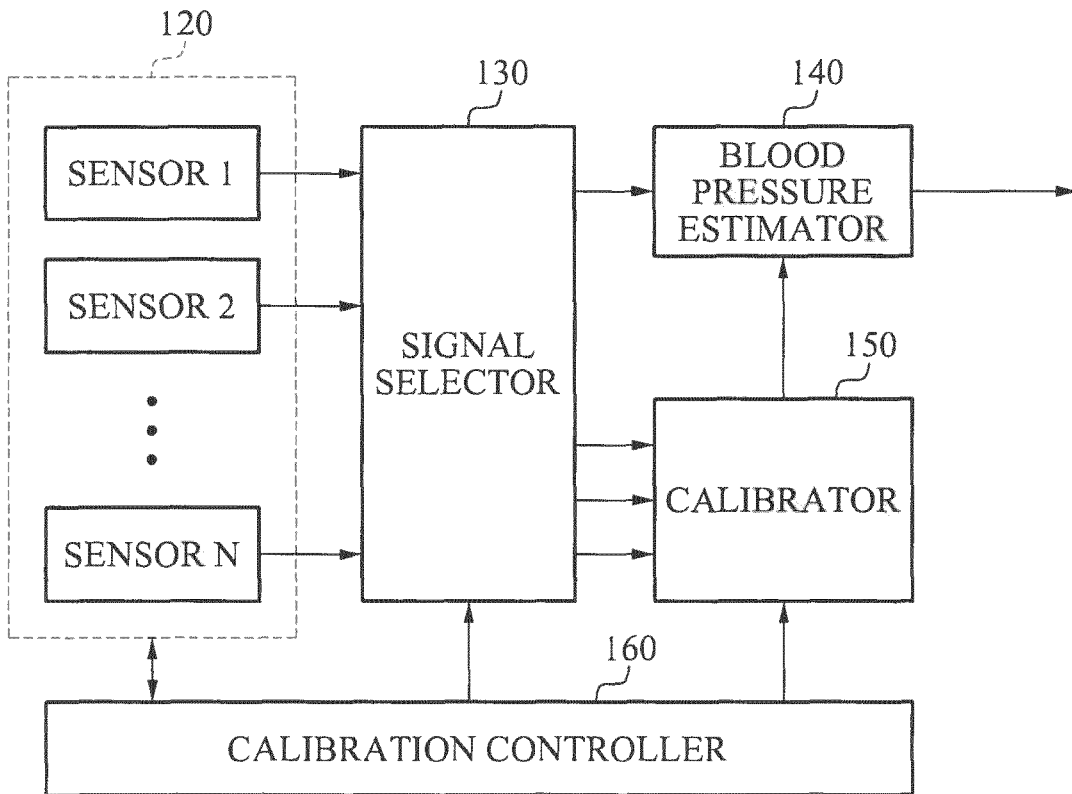 120
130
140
SENSOR 1
BLOOD
PRESSURE
ESTIMATOR
SENSOR 2
SIGNAL
SELECTOR
150
CALIBRATOR
SENSOR N
160
CALIBRATION CONTROLLER